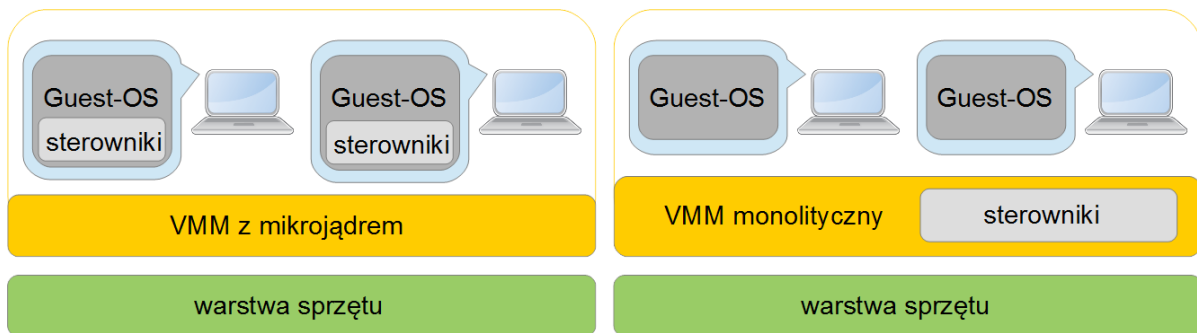 Guest-OS
sterowniki
Guest-OS
sterowniki
VMM z mikrojądrem
warstwa sprzętu
Guest-OS
Guest-OS
VMM monolityczny
sterowniki
warstwa sprzętu